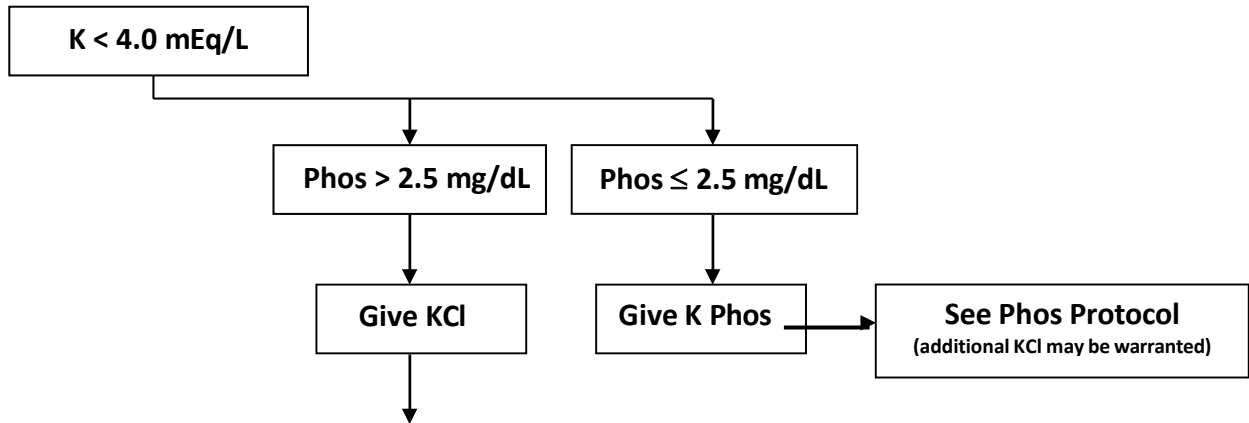 K < 4.0 mEq/L
Phos > 2.5 mg/dL
Phos ≤ 2.5 mg/dL
Give KCl
Give K Phos
See Phos Protocol
(additional KCl may be warranted)